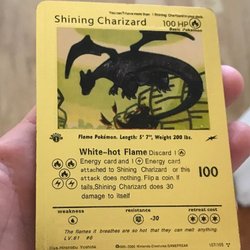 Shining Charizard
100 HP
Basic Pokémon
Flame Pokémon. Length: 5' 7", Weight: 200 lbs.
White-hot Flame Discard 1
Energy card and 1 Energy card
attached to Shining Charizard or this
attack does nothing. Flip a coin. If
tails,Shining Charizard does 30
damage to itself
100
weakness
resistance
retreat cost
-30
The flames it breathes are so hot that they can melt anything.
LV.61 #6
107/105